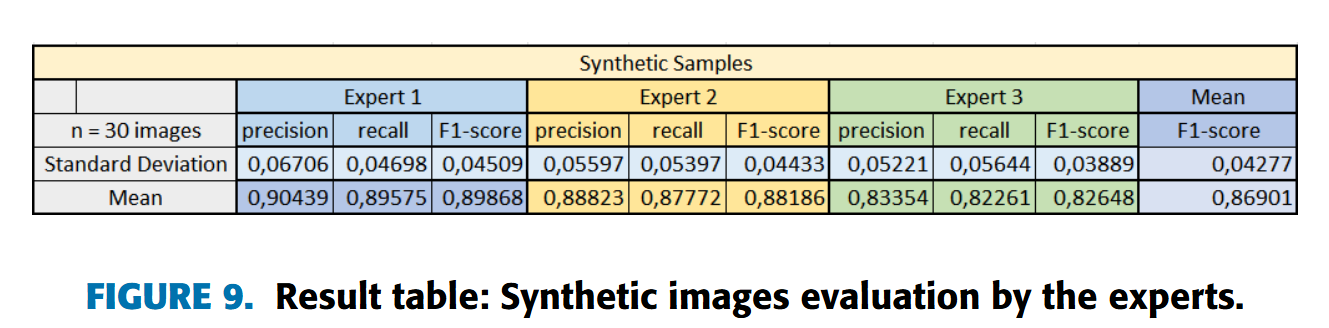 Synthetic Samples
Expert 1 Expert 2 Expert 3 Mean
n = 30 images precision recall F1-score precision recall F1-score precision recall F1-score F1-score
Standard Deviation 0,06706 0,04698 0,04509 0,05597 0,05397 0,04433 0,05221 0,05644 0,03889 0,04277
Mean 0,90439 0,89575 0,89868 0,88823 0,87772 0,88186 0,83354 0,82261 0,82648 0,86901
FIGURE 9. Result table: Synthetic images evaluation by the experts.